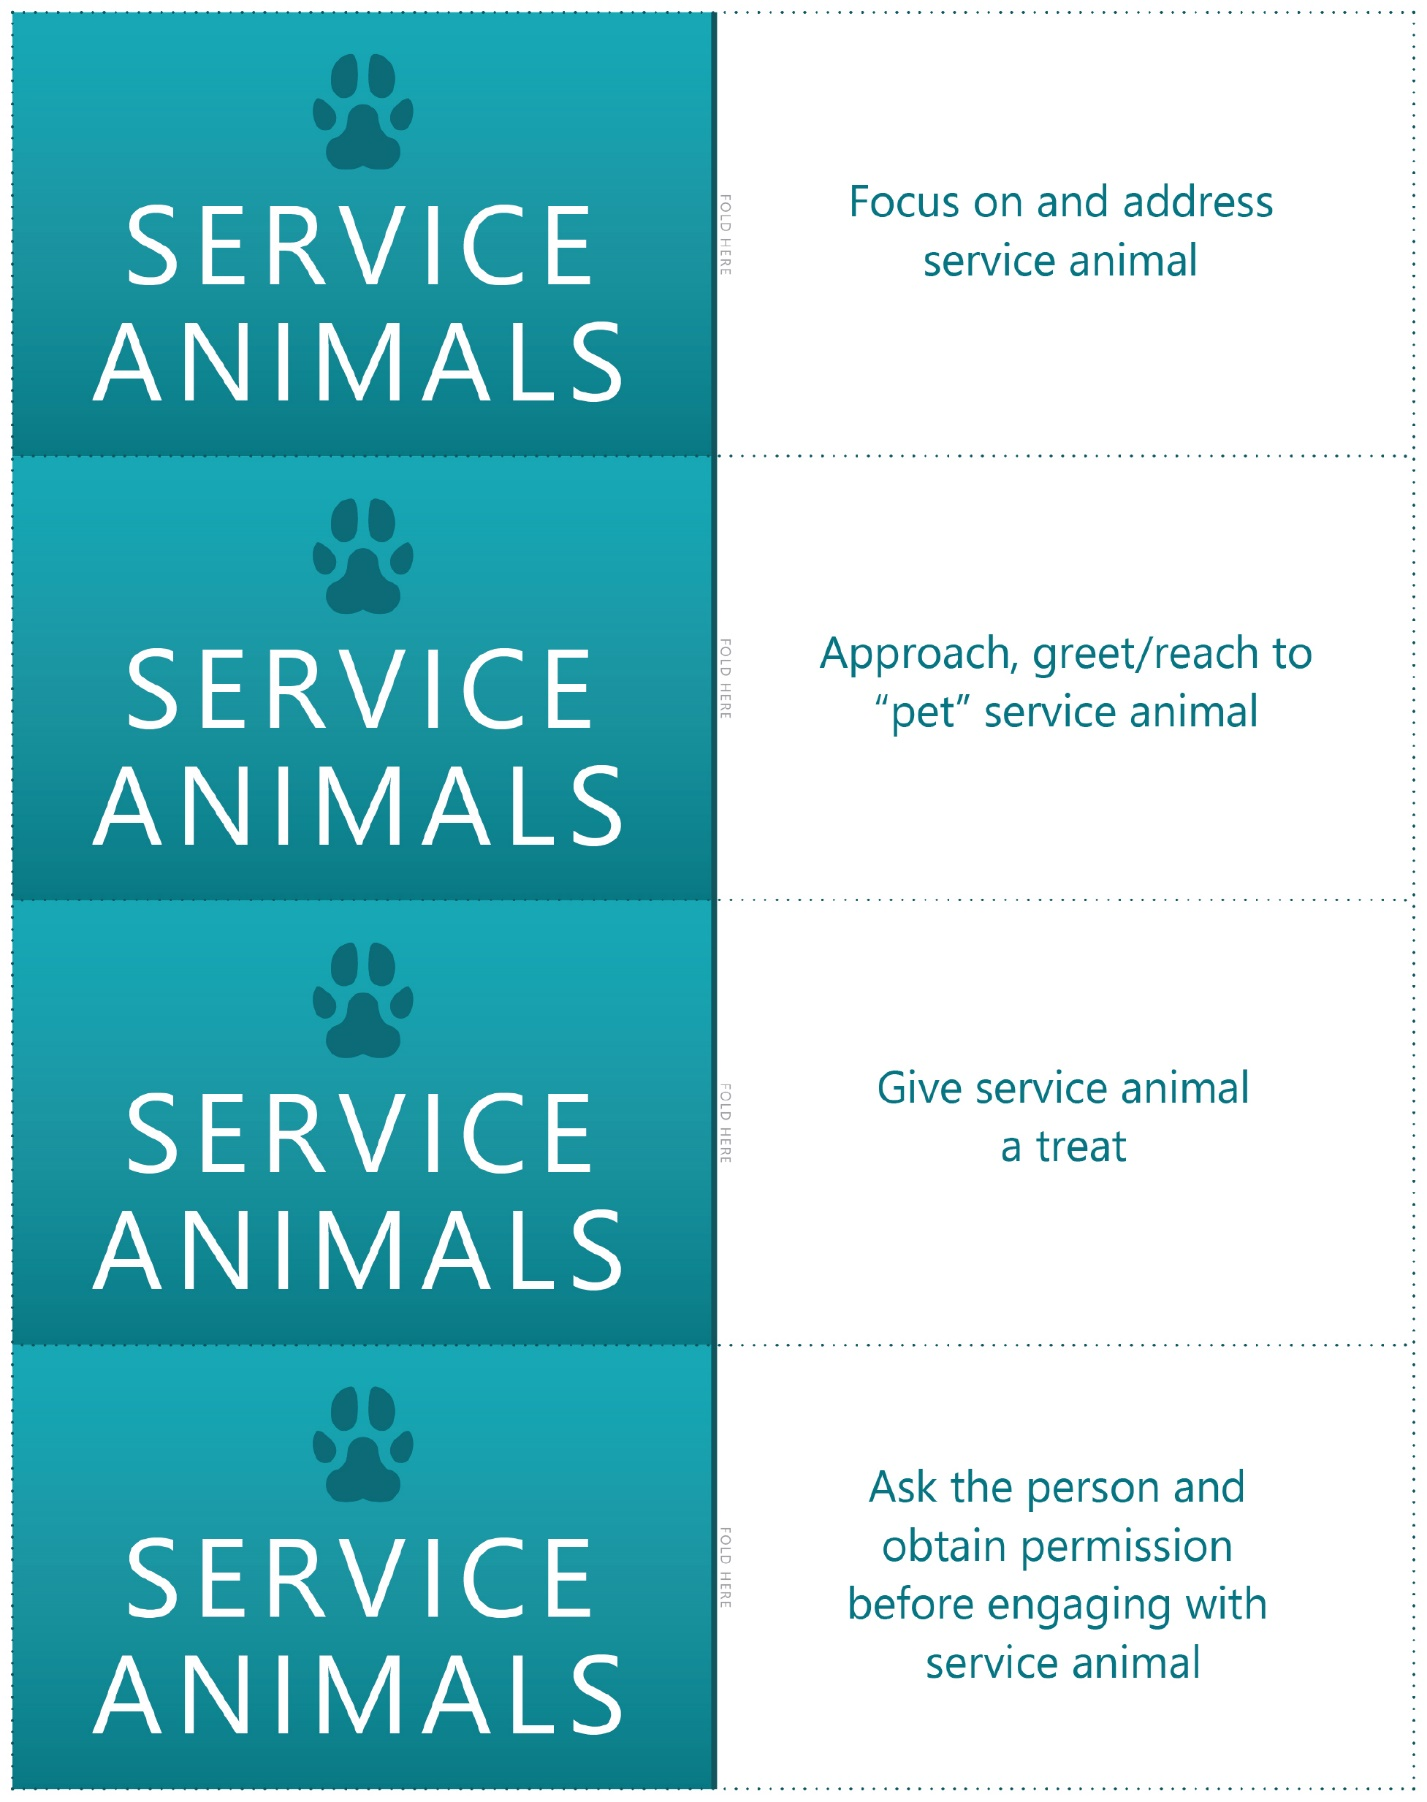 SERVICE
ANIMALS
FOLD HERE
Focus on and address
service animal
SERVICE
ANIMALS
FOLD HERE
Approach, greet/reach to
“pet” service animal
SERVICE
ANIMALS
FOLD HERE
Give service animal
a treat
SERVICE
ANIMALS
FOLD HERE
Ask the person and
obtain permission
before engaging with
service animal